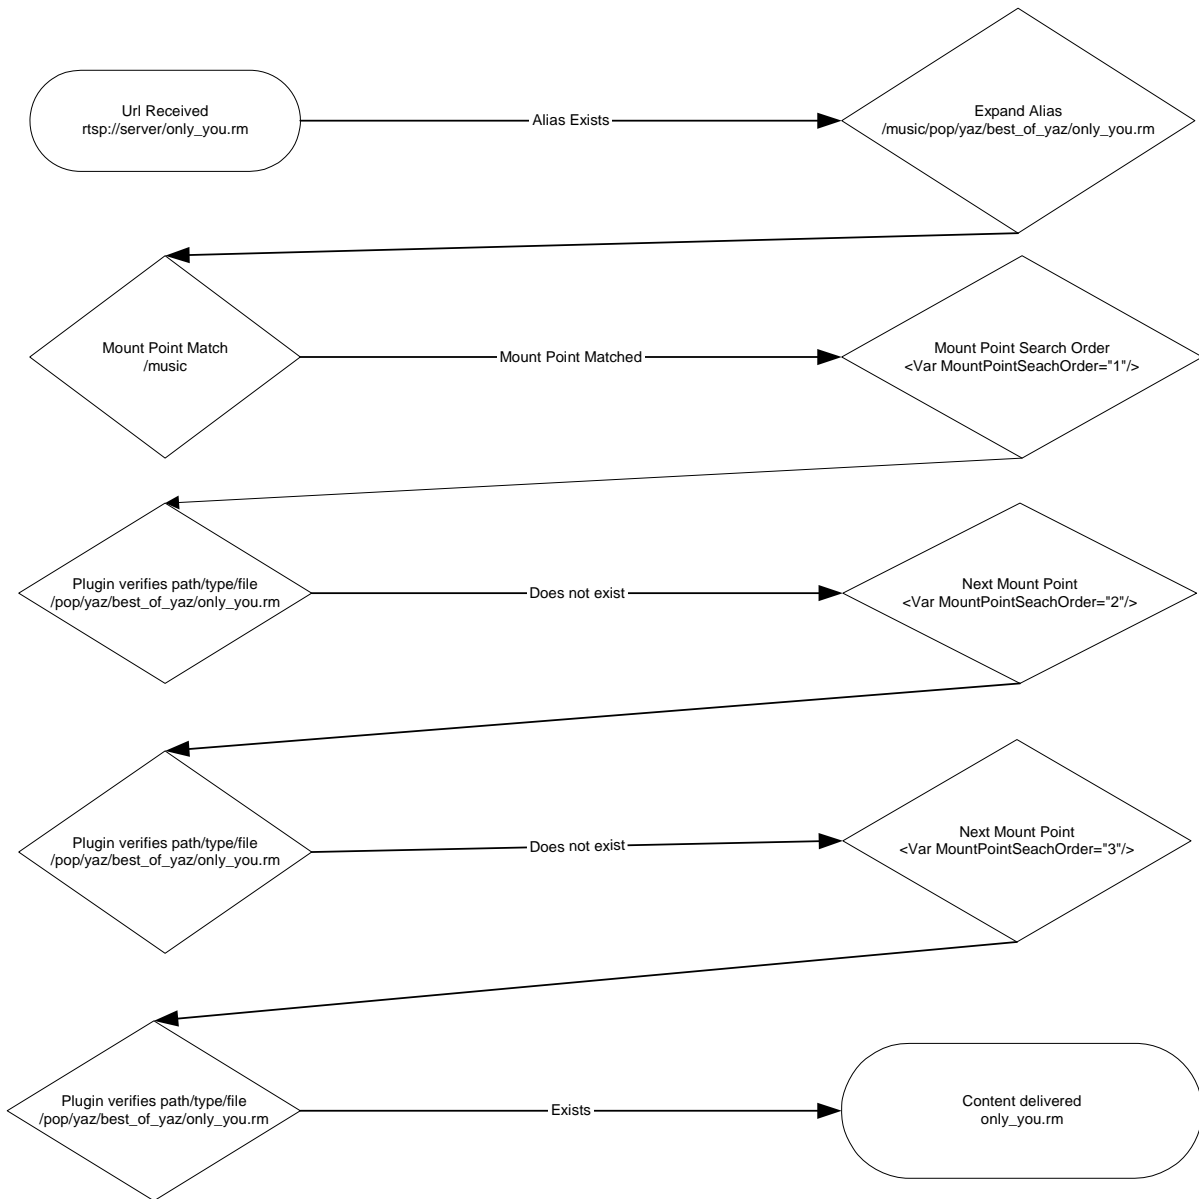 Url Received
rtsp://server/only_you.rm
Alias Exists
Expand Alias
/music/pop/yaz/best_of_yaz/only_you.rm
Mount Point Match
/music
Mount Point Matched
Mount Point Search Order
<Var MountPointSeachOrder="1"/>
Plugin verifies path/type/file
/pop/yaz/best_of_yaz/only_you.rm
Does not exist
Next Mount Point
<Var MountPointSeachOrder="2"/>
Plugin verifies path/type/file
/pop/yaz/best_of_yaz/only_you.rm
Does not exist
Next Mount Point
<Var MountPointSeachOrder="3"/>
Plugin verifies path/type/file
/pop/yaz/best_of_yaz/only_you.rm
Exists
Content delivered
only_you.rm